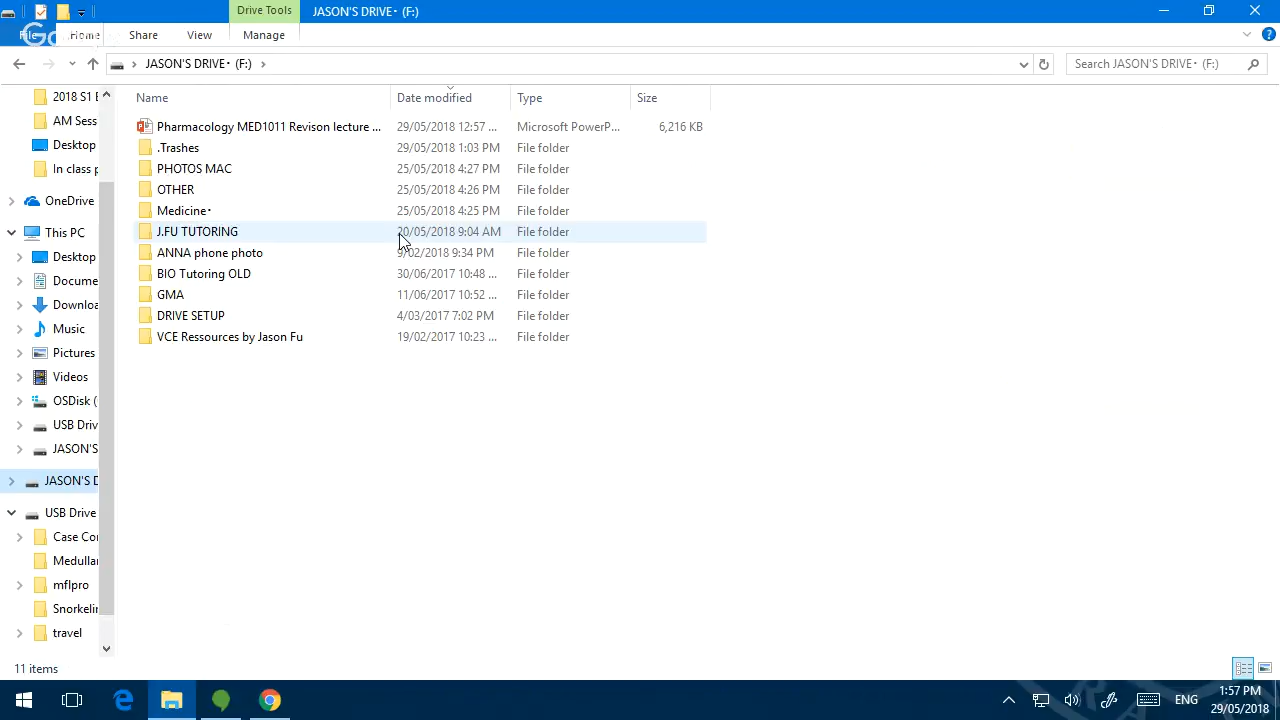 Drive Tools
JASON'S DRIVE• (F:)
File
Home
Share
View
Manage
JASON'S DRIVE• (F:)
Search JASON'S DRIVE• (F:)
Name
Date modified
Type
Size
Pharmacology MED1011 Revison lecture ... 29/05/2018 12:57 ... Microsoft PowerP... 6,216 KB
.Trashes 29/05/2018 1:03 PM File folder
PHOTOS MAC 25/05/2018 4:27 PM File folder
OTHER 25/05/2018 4:26 PM File folder
Medicine• 25/05/2018 4:25 PM File folder
J.FU TUTORING 20/05/2018 9:04 AM File folder
ANNA phone photo 9/02/2018 9:34 PM File folder
BIO Tutoring OLD 30/06/2017 10:48 ... File folder
GMA 11/06/2017 10:52 ... File folder
DRIVE SETUP 4/03/2017 7:02 PM File folder
VCE Ressources by Jason Fu 19/02/2017 10:23 ... File folder
2018 S1 E
AM Sess
Desktop
In class p
OneDrive
This PC
Desktop
Docume
Downloa
Music
Pictures
Videos
OSDisk (
USB Driv
JASON'S
JASON'S D
USB Drive
Case Cor
Medulla
mflpro
Snorkelin
travel
11 items
ENG
1:57 PM
29/05/2018